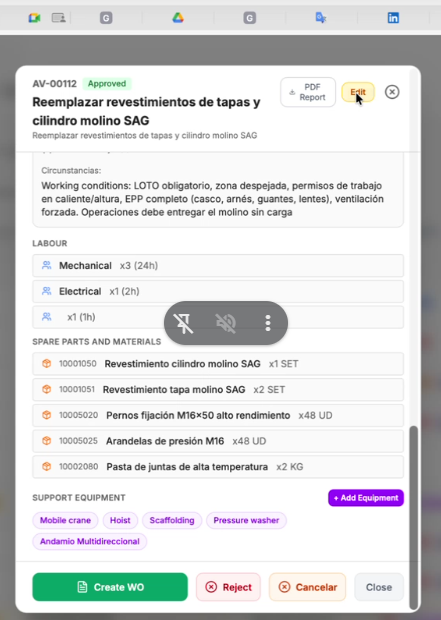 AV-00112 Approved
PDF
Report
Edit
Reemplazar revestimientos de tapas y
cilindro molino SAG
Reemplazar revestimientos de tapas y cilindro molino SAG
Circunstancias:
Working conditions: LOTO obligatorio, zona despejada, permisos de trabajo
en caliente/altura, EPP completo (casco, arnés, guantes, lentes), ventilación
forzada. Operaciones debe entregar el molino sin carga
LABOUR
Mechanical x3 (24h)
Electrical x1 (2h)
x1 (1h)
SPARE PARTS AND MATERIALS
10001050 Revestimiento cilindro molino SAG x1 SET
10001051 Revestimiento tapa molino SAG x2 SET
10005020 Pernos fijación M16x50 alto rendimiento x48 UD
10005025 Arandelas de presión M16 x48 UD
10002080 Pasta de juntas de alta temperatura x2 KG
SUPPORT EQUIPMENT + Add Equipment
Mobile crane Hoist Scaffolding Pressure washer
Andamio Multidireccional
Create WO Reject Cancelar Close